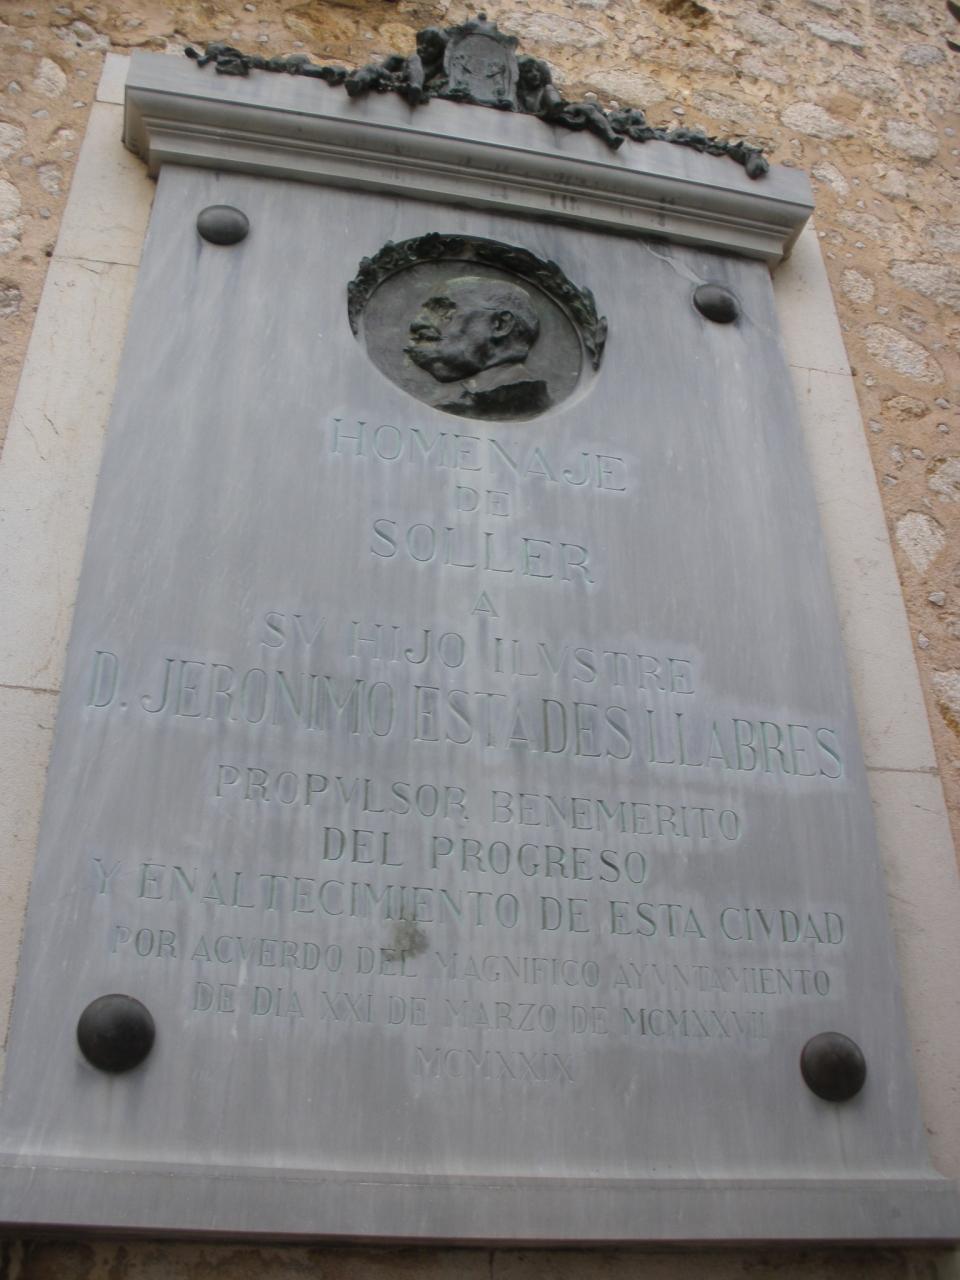 HOMENAJE
DE
SOLLER
A
SV HIJO ILVSTRE
D. JERONIMO ESTADES LLABRES
PROPVLSOR BENEMERITO
DEL PROGRESO
Y ENALTECIMIENTO DE ESTA CIVDAD
POR ACVERDO DEL MAGNIFICO AYVNTAMIENTO
DE DIA XXI DE MARZO DE MCMXXVII
MCMXXIX